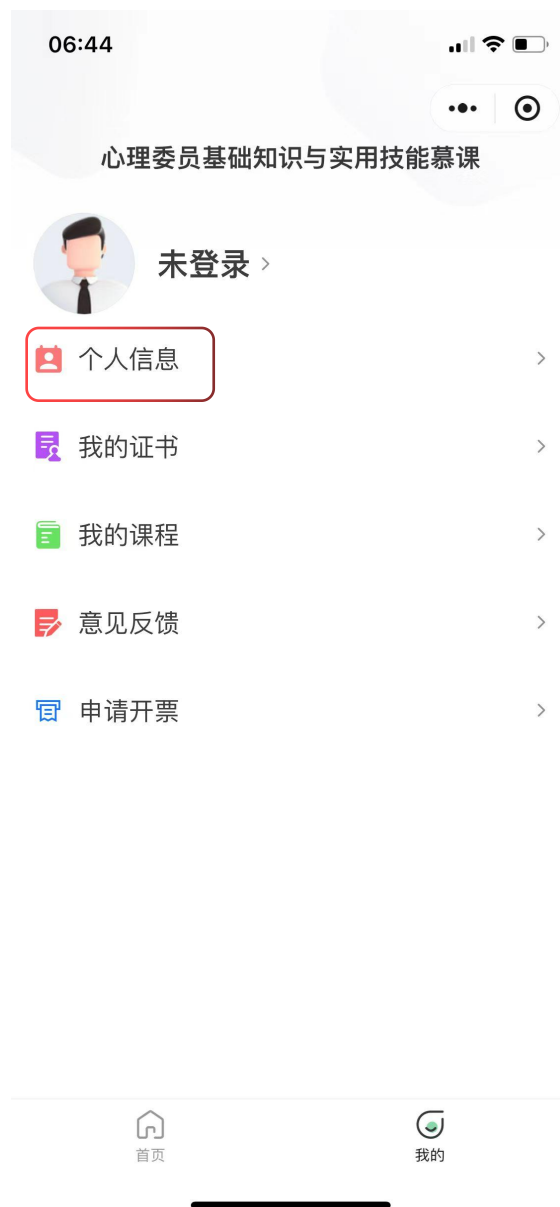 06:44
心理委员基础知识与实用技能慕课
未登录
个人信息
我的证书
我的课程
意见反馈
申请开票
首页
我的